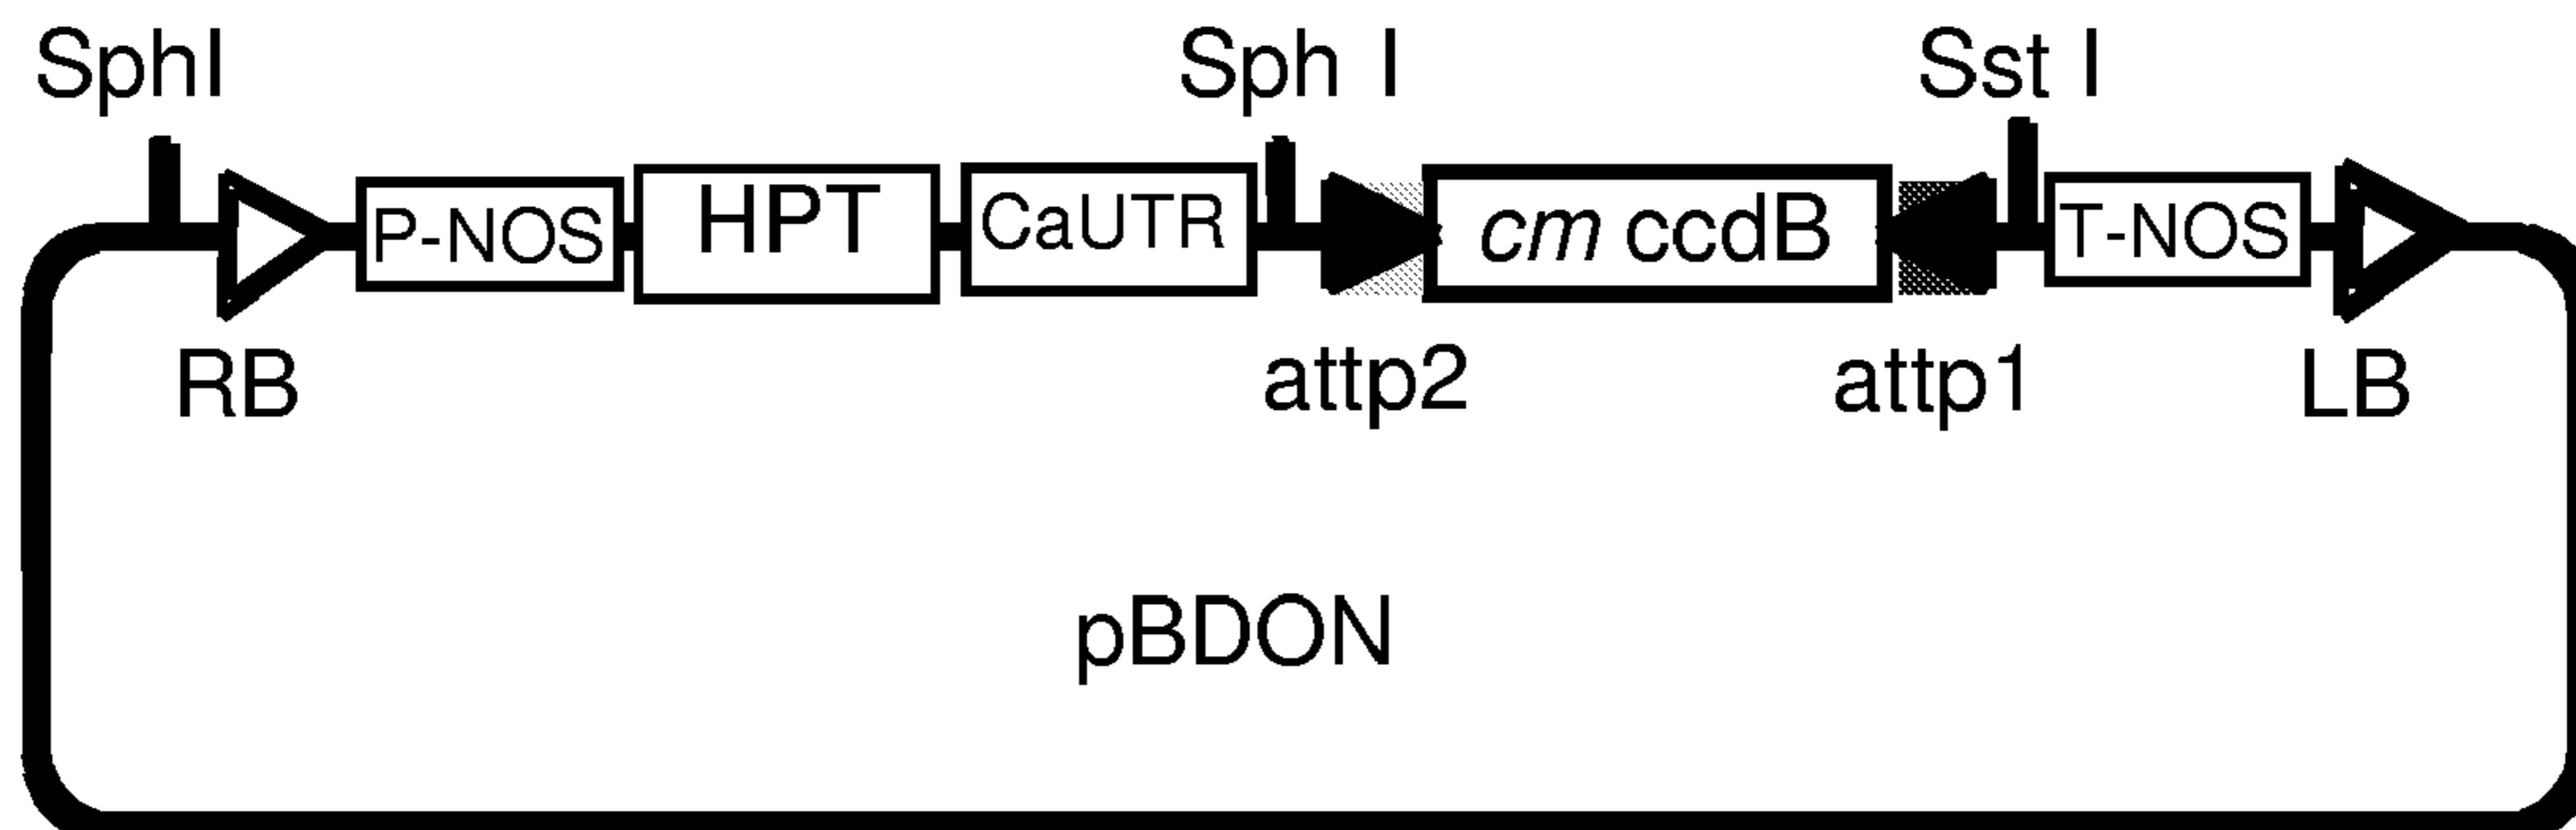 SphI Sph I Sst I
P-NOS HPT CaUTR cm ccdB T-NOS
RB attp2 attp1 LB
pBDON